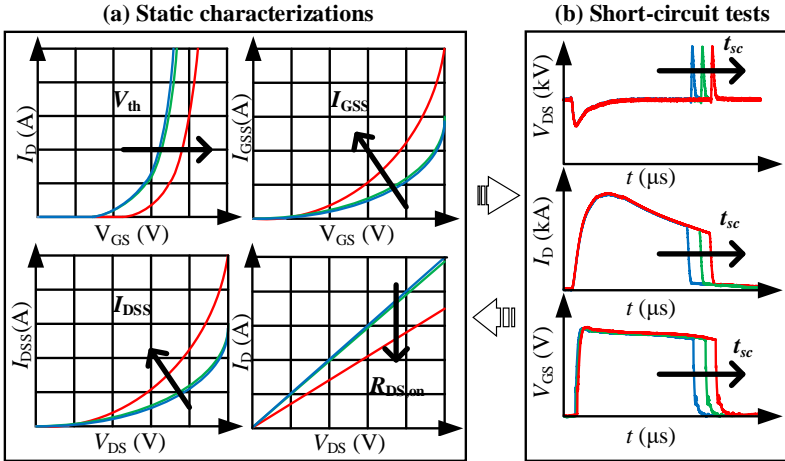 (a) Static characterizations
(b) Short-circuit tests
I_D (A)
V_th
V_GS (V)
I_GSS (A)
I_GSS
V_GS (V)
I_DSS (A)
I_DSS
V_DS (V)
I_D (A)
R_DS,on
V_DS (V)
V_DS (kV)
t_sc
t (μs)
I_D (kA)
t_sc
t (μs)
V_GS (V)
t_sc
t (μs)